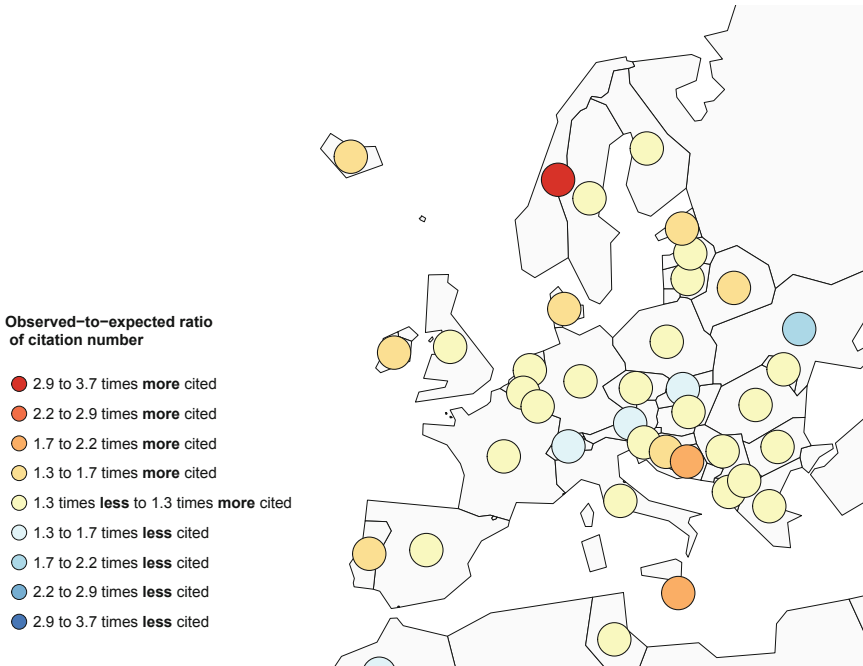 Observed−to−expected ratio
of citation number
2.9 to 3.7 times more cited
2.2 to 2.9 times more cited
1.7 to 2.2 times more cited
1.3 to 1.7 times more cited
1.3 times less to 1.3 times more cited
1.3 to 1.7 times less cited
1.7 to 2.2 times less cited
2.2 to 2.9 times less cited
2.9 to 3.7 times less cited